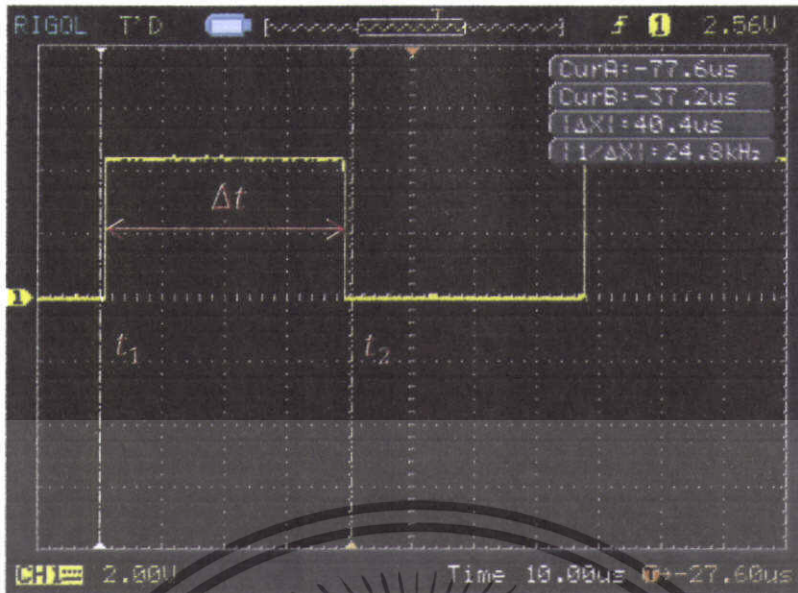 RIGOL T'D T f 1 2.56V
CurA:-77.6us
CurB:-37.2us
|ΔX|:40.4us
|1/ΔX|:24.8kHz
Δt
1
t₁ t₂
CH1 2.00V Time 10.00us T→-27.60us